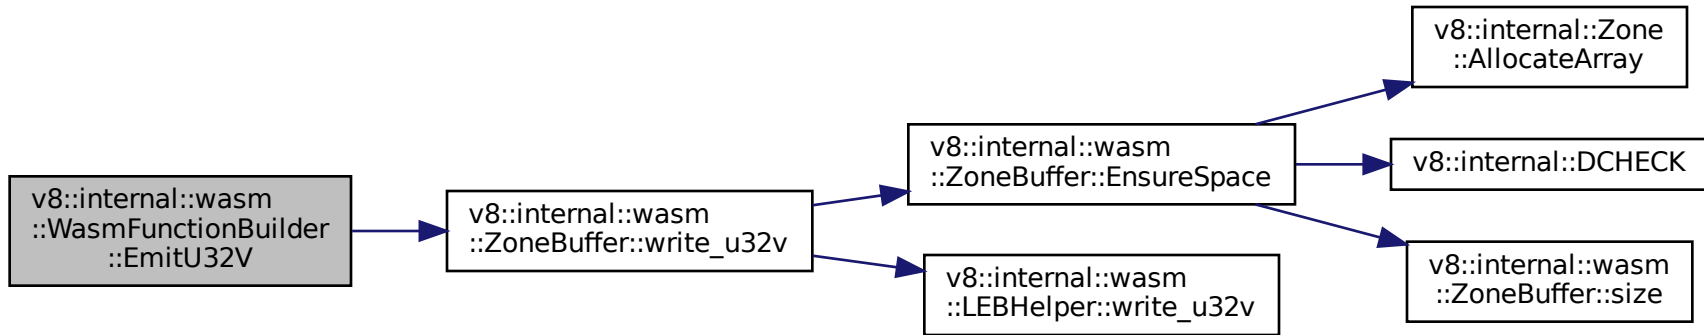 v8::internal::wasm
::WasmFunctionBuilder
::EmitU32V
v8::internal::wasm
::ZoneBuffer::write_u32v
v8::internal::wasm
::ZoneBuffer::EnsureSpace
v8::internal::wasm
::LEBHelper::write_u32v
v8::internal::Zone
::AllocateArray
v8::internal::DCHECK
v8::internal::wasm
::ZoneBuffer::size